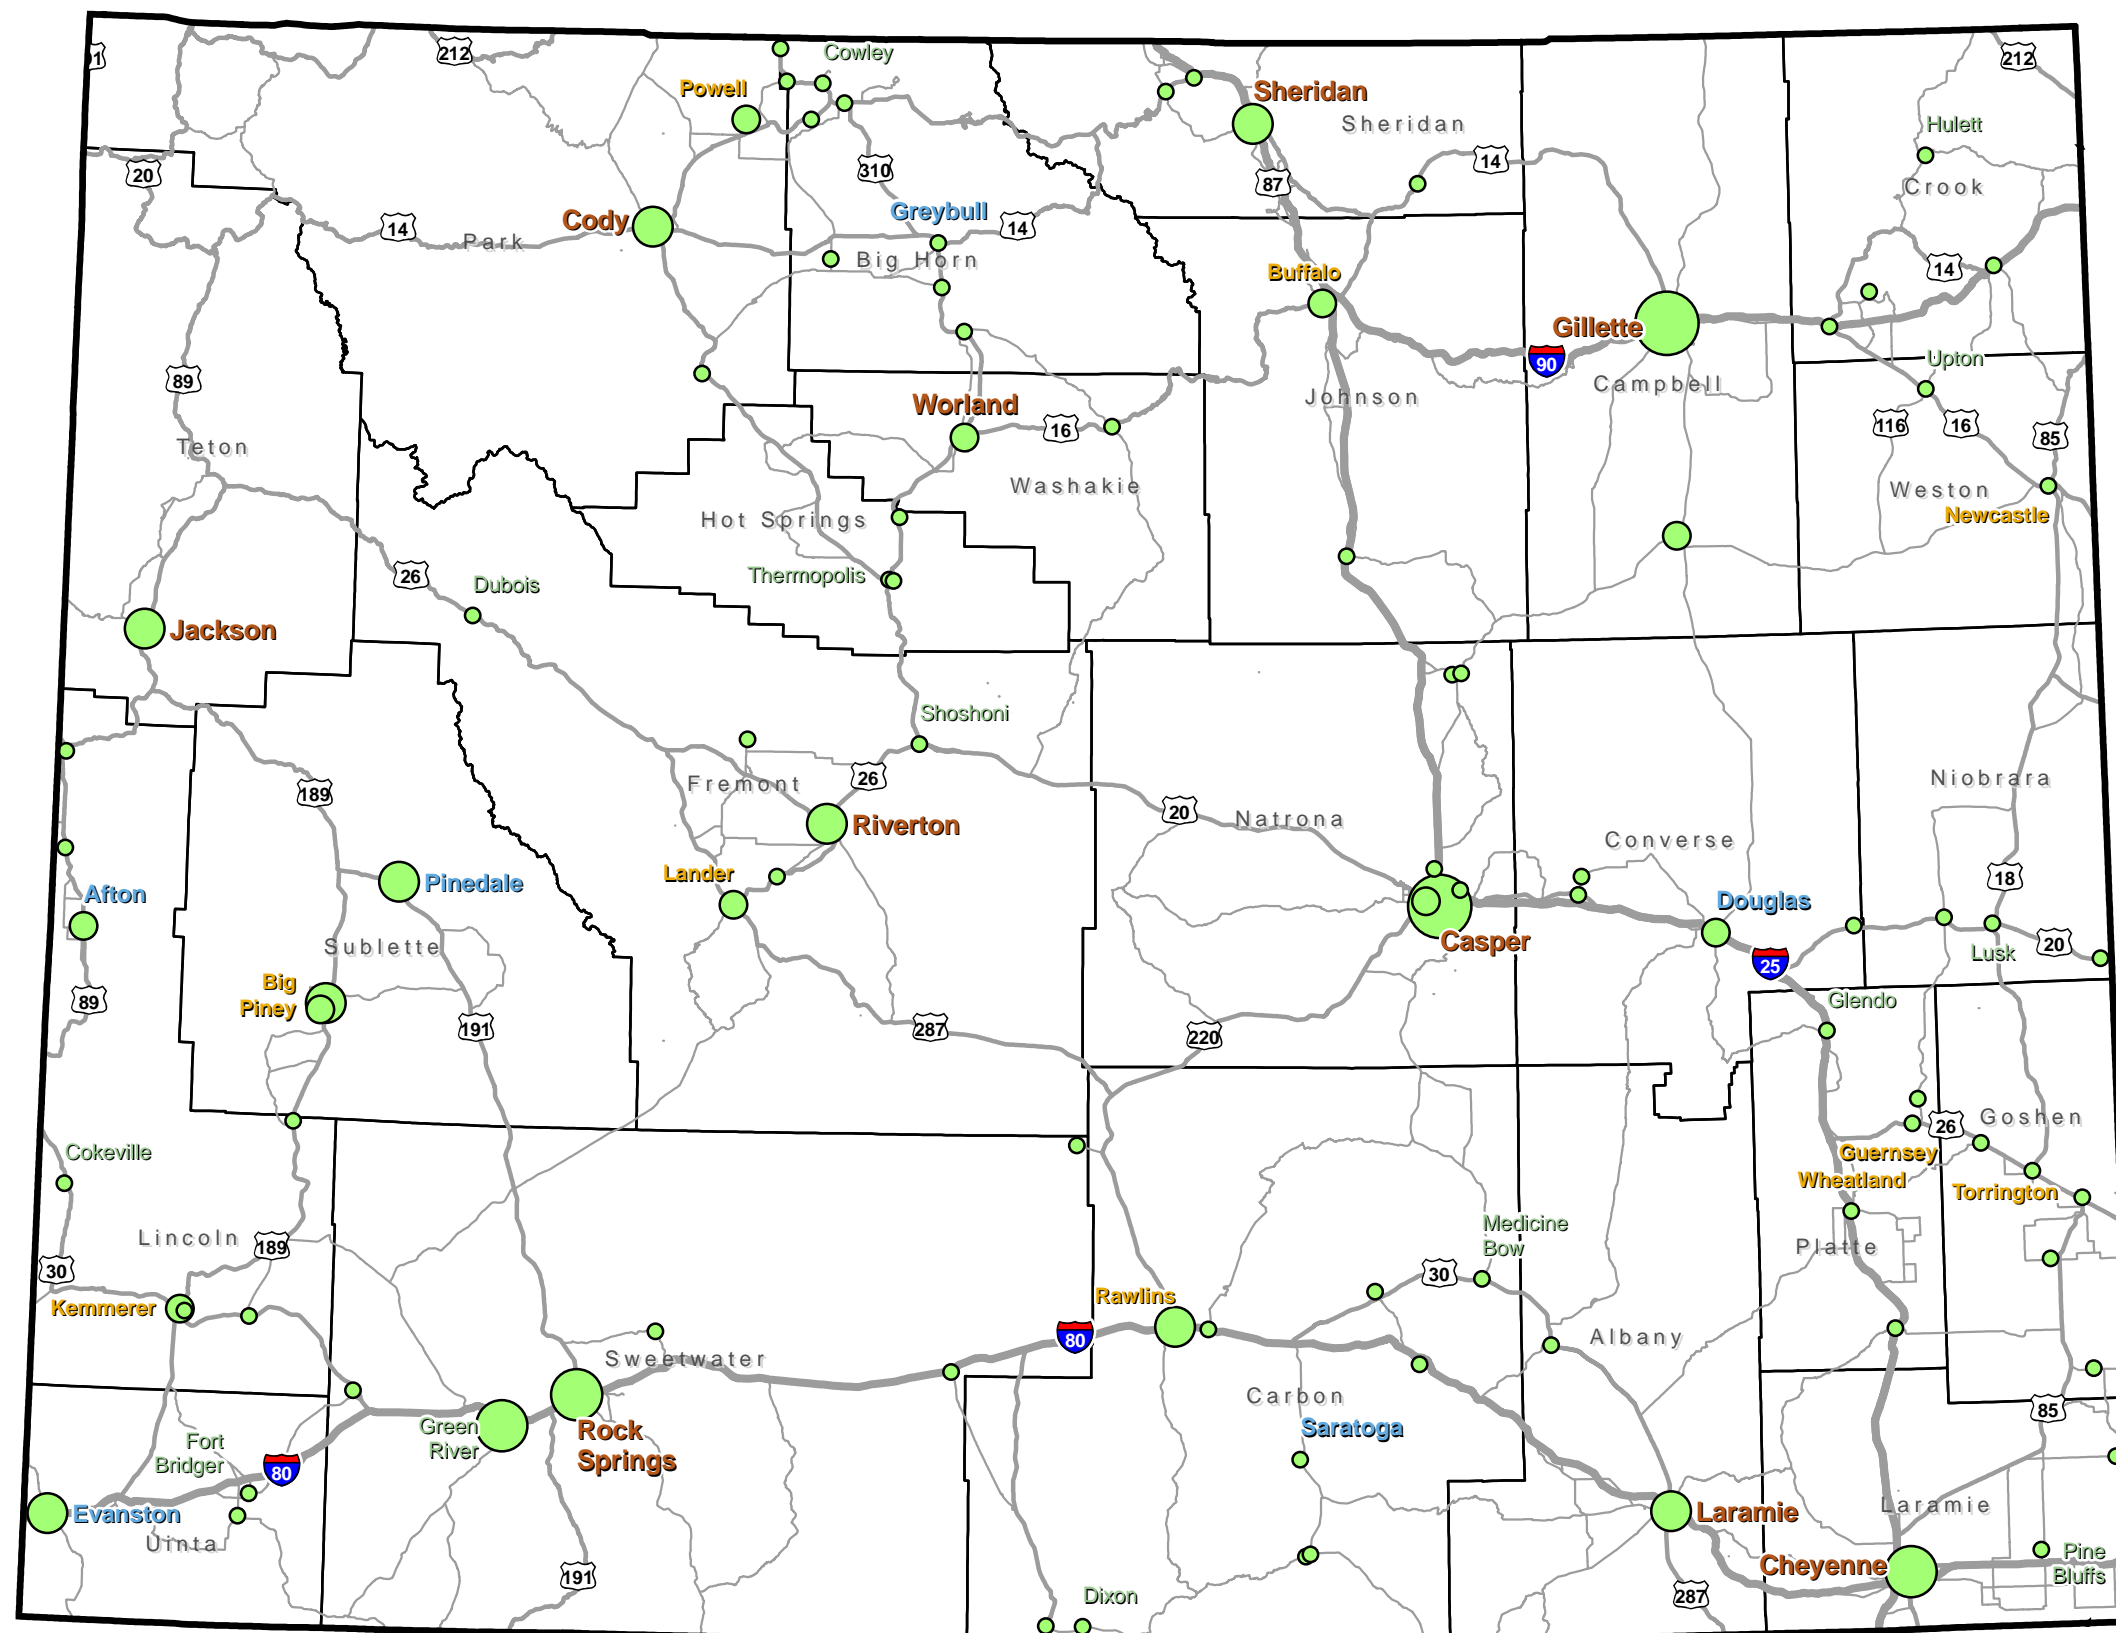 91
212
Cowley
Powell
Sheridan
Sheridan
212
Hulett
20
310
87
14
Crook
Greybull
14
Cody
14
Park
Big Horn
Buffalo
14
Gillette
90
Upton
89
Campbell
Johnson
Worland
16
116
16
85
Teton
Washakie
Weston
Hot Springs
Newcastle
26
Dubois
Thermopolis
Jackson
Shoshoni
189
Fremont
26
Niobrara
20
Natrona
Riverton
Converse
Lander
18
Pinedale
Afton
Douglas
Sublette
Casper
20
Lusk
25
Big
Piney
89
Glendo
191
287
220
Goshen
26
Cokeville
Guernsey
Wheatland
Torrington
Lincoln
189
Medicine
Bow
Platte
30
30
Kemmerer
Rawlins
80
Albany
Sweetwater
Carbon
85
Green
River
Rock
Springs
Saratoga
Fort
Bridger
80
Evanston
Laramie
Laramie
Uinta
Cheyenne
Pine
Bluffs
191
Dixon
287